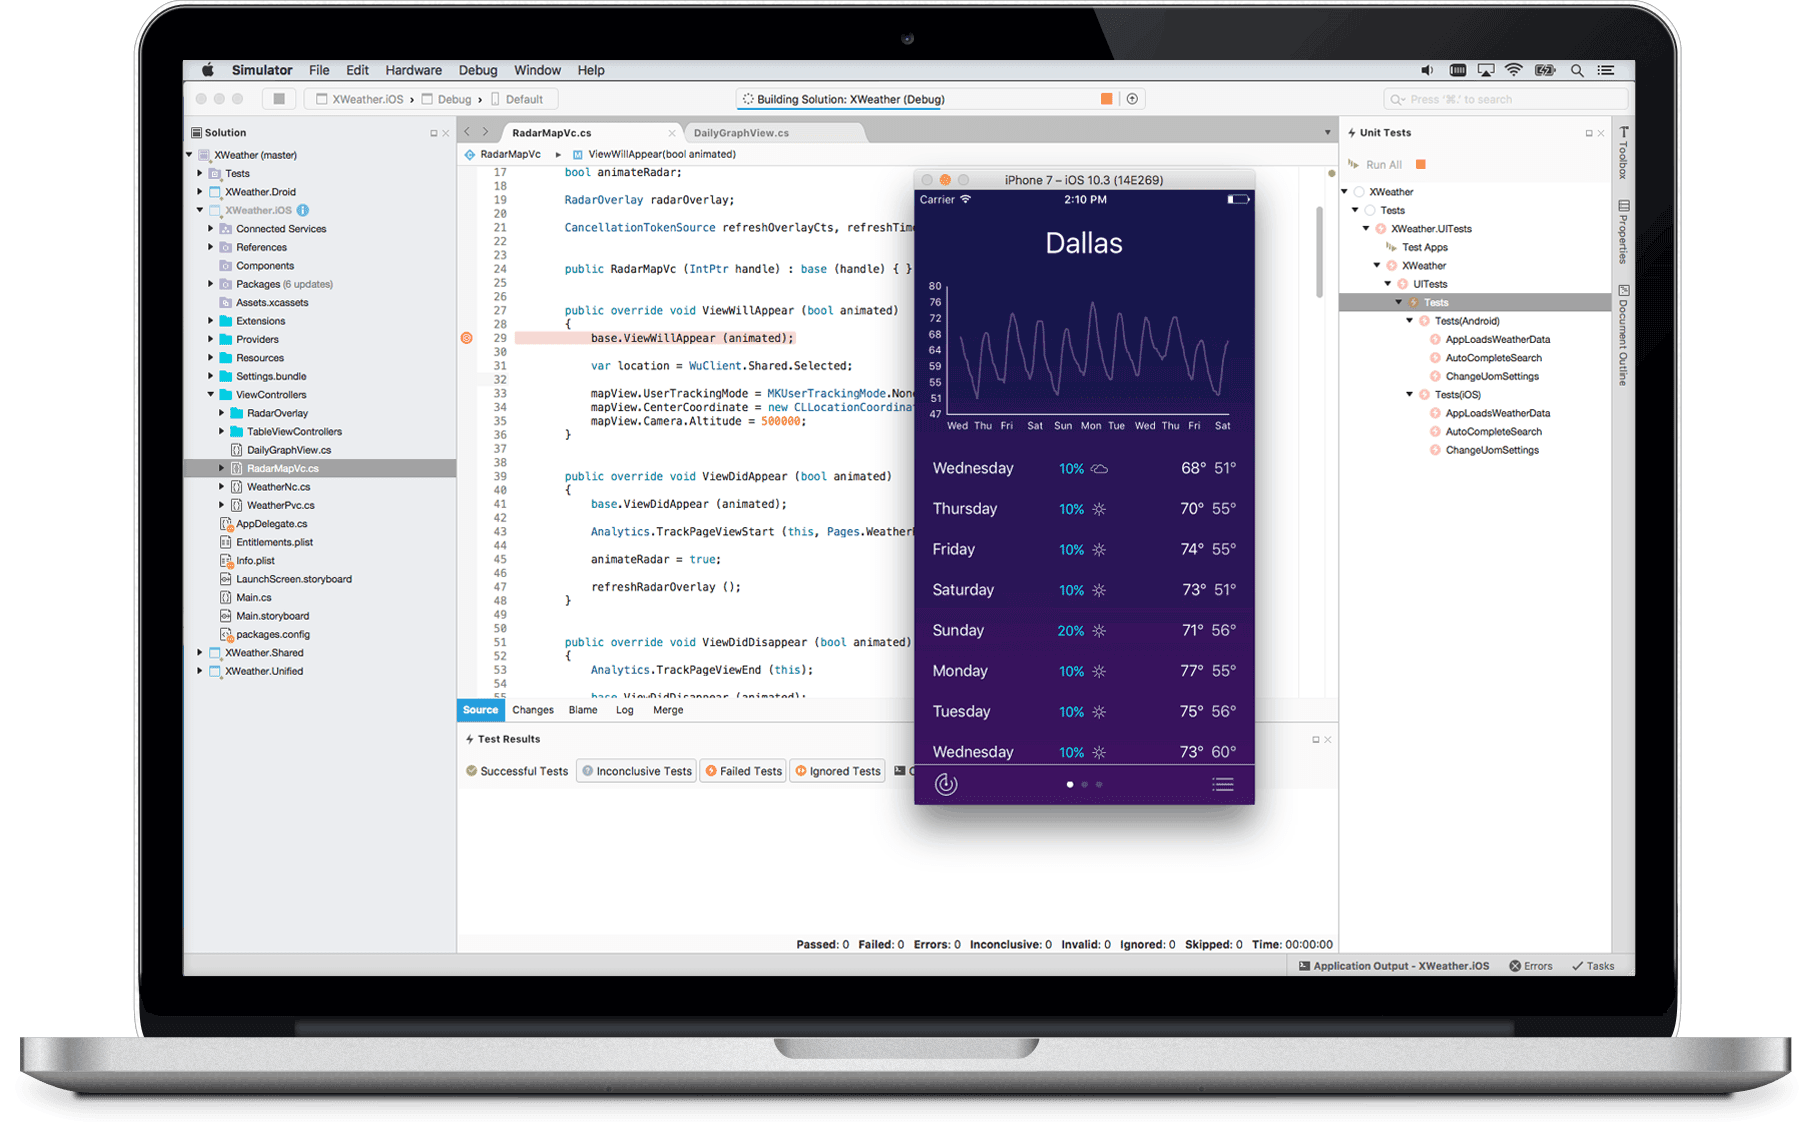 Simulator File Edit Hardware Debug Window Help
XWeather.iOS › Debug › Default
Building Solution: XWeather (Debug)
Press '⌘.' to search
Solution
XWeather (master)
Tests
XWeather.Droid
XWeather.iOS
Connected Services
References
Components
Packages (6 updates)
Assets.xcassets
Extensions
Providers
Resources
Settings.bundle
ViewControllers
RadarOverlay
TableViewControllers
DailyGraphView.cs
RadarMapVc.cs
WeatherNc.cs
WeatherPvc.cs
AppDelegate.cs
Entitlements.plist
Info.plist
LaunchScreen.storyboard
Main.cs
Main.storyboard
packages.config
XWeather.Shared
XWeather.Unified
RadarMapVc.cs DailyGraphView.cs
RadarMapVc ViewWillAppear(bool animated)
17 bool animateRadar;
18
19 RadarOverlay radarOverlay;
20
21 CancellationTokenSource refreshOverlayCts, refreshTim
22
23
24 public RadarMapVc (IntPtr handle) : base (handle) { }
25
26
27 public override void ViewWillAppear (bool animated)
28 {
29 base.ViewWillAppear (animated);
30
31 var location = WuClient.Shared.Selected;
32
33 mapView.UserTrackingMode = MKUserTrackingMode.None
34 mapView.CenterCoordinate = new CLLocationCoordinat
35 mapView.Camera.Altitude = 500000;
36 }
37
38
39 public override void ViewDidAppear (bool animated)
40 {
41 base.ViewDidAppear (animated);
42
43 Analytics.TrackPageViewStart (this, Pages.Weather
44
45 animateRadar = true;
46
47 refreshRadarOverlay ();
48 }
49
50
51 public override void ViewDidDisappear (bool animated)
52 {
53 Analytics.TrackPageViewEnd (this);
54
55 base.ViewDidDisappear (animated);
Source Changes Blame Log Merge
Test Results
Successful Tests Inconclusive Tests Failed Tests Ignored Tests
Passed: 0 Failed: 0 Errors: 0 Inconclusive: 0 Invalid: 0 Ignored: 0 Skipped: 0 Time: 00:00:00
iPhone 7 – iOS 10.3 (14E269)
Carrier 2:10 PM
Dallas
80
76
72
68
64
59
55
51
47
Wed Thu Fri Sat Sun Mon Tue Wed Thu Fri Sat
Wednesday 10% 68° 51°
Thursday 10% 70° 55°
Friday 10% 74° 55°
Saturday 10% 73° 51°
Sunday 20% 71° 56°
Monday 10% 77° 55°
Tuesday 10% 75° 56°
Wednesday 10% 73° 60°
Unit Tests
Run All
XWeather
Tests
XWeather.UITests
Test Apps
XWeather
UITests
Tests
Tests(Android)
AppLoadsWeatherData
AutoCompleteSearch
ChangeUomSettings
Tests(iOS)
AppLoadsWeatherData
AutoCompleteSearch
ChangeUomSettings
Toolbox
Properties
Document Outline
Application Output - XWeather.iOS Errors Tasks